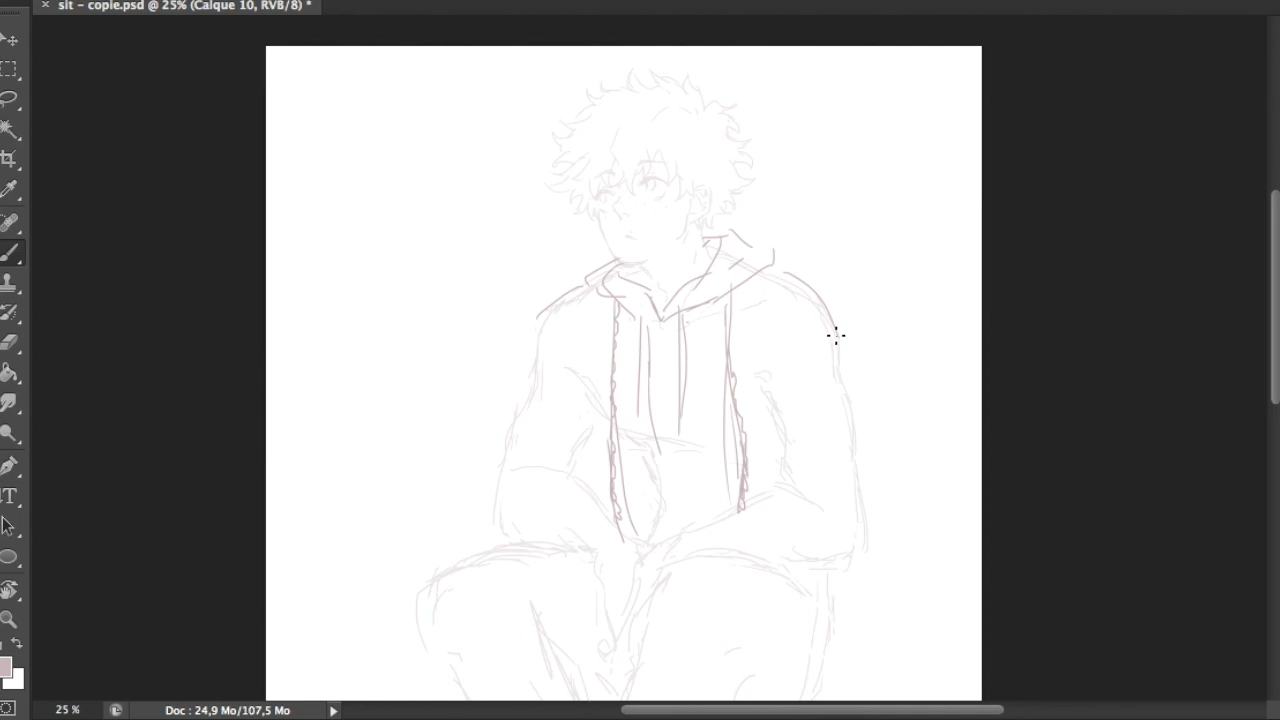 × sit – copie.psd @ 25% (Calque 10, RVB/8) *
T
25 % Doc : 24,9 Mo/107,5 Mo